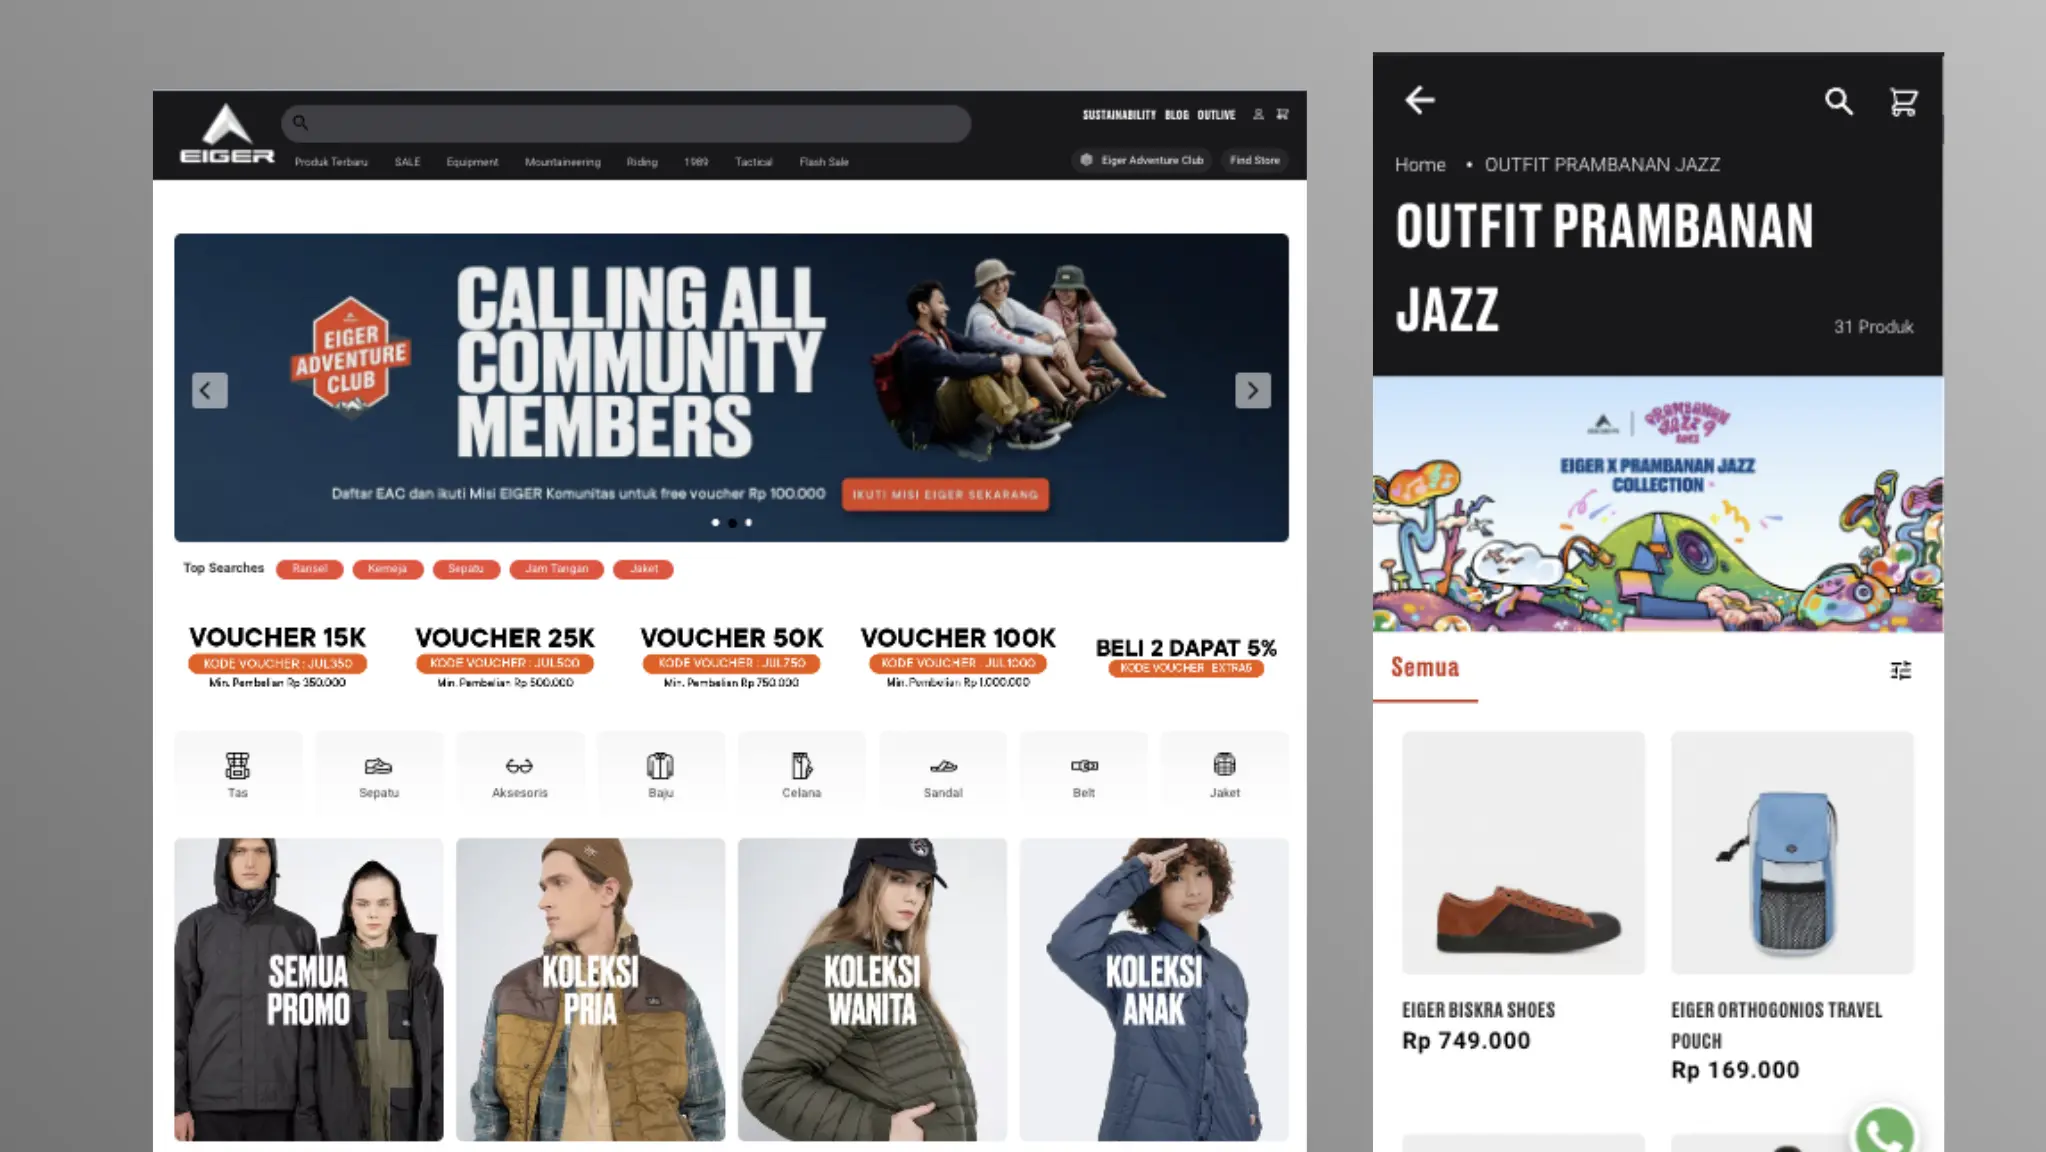 EIGER
SUSTAINABILITY BLOG OUTLIVE
Produk Terbaru SALE Equipment Mountaineering Riding 1989 Tactical Flash Sale
Eiger Adventure Club Find Store
EIGER
ADVENTURE
CLUB
CALLING ALL
COMMUNITY
MEMBERS
Daftar EAC dan ikuti Misi EIGER Komunitas untuk free voucher Rp 100.000
IKUTI MISI EIGER SEKARANG
Top Searches Ransel Kemeja Sepatu Jam Tangan Jaket
VOUCHER 15K
KODE VOUCHER : JUL350
Min. Pembelian Rp 350.000
VOUCHER 25K
KODE VOUCHER : JUL500
Min. Pembelian Rp 500.000
VOUCHER 50K
KODE VOUCHER : JUL750
Min. Pembelian Rp 750.000
VOUCHER 100K
KODE VOUCHER : JUL1000
Min. Pembelian Rp 1.000.000
BELI 2 DAPAT 5%
KODE VOUCHER EXTRA5
Tas Sepatu Aksesoris Baju Celana Sandal Belt Jaket
SEMUA
PROMO
KOLEKSI
PRIA
KOLEKSI
WANITA
KOLEKSI
ANAK
Home • OUTFIT PRAMBANAN JAZZ
OUTFIT PRAMBANAN
JAZZ
31 Produk
PRAMBANAN
JAZZ 9
EIGER X PRAMBANAN JAZZ
COLLECTION
Semua
EIGER BISKRA SHOES
Rp 749.000
EIGER ORTHOGONIOS TRAVEL
POUCH
Rp 169.000